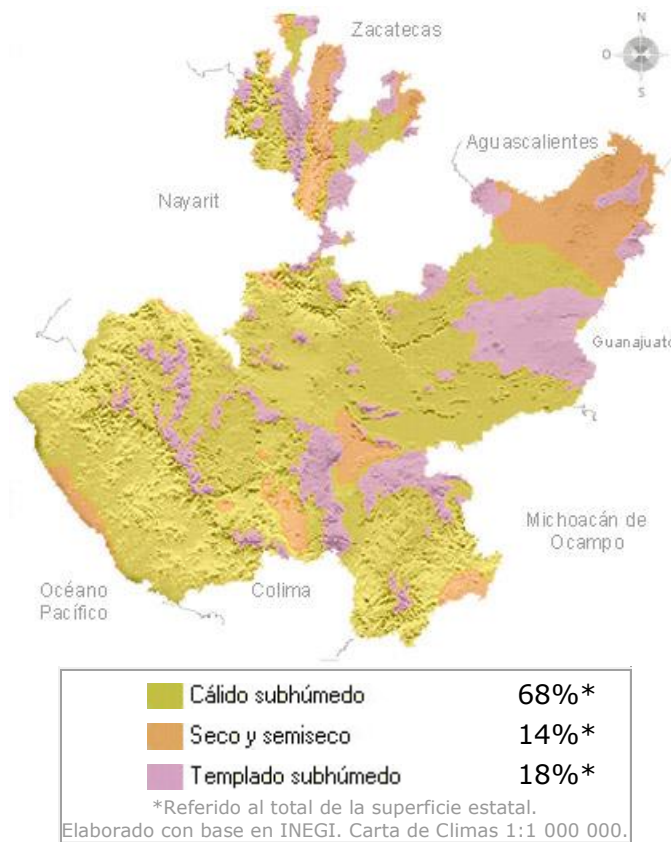 Zacatecas
N
O
S
Aguascalientes
Nayarit
Guanajuato
Michoacán de
Ocampo
Océano
Pacífico
Colima
Cálido subhúmedo 68%*
Seco y semiseco 14%*
Templado subhúmedo 18%*
*Referido al total de la superficie estatal.
Elaborado con base en INEGI. Carta de Climas 1:1 000 000.